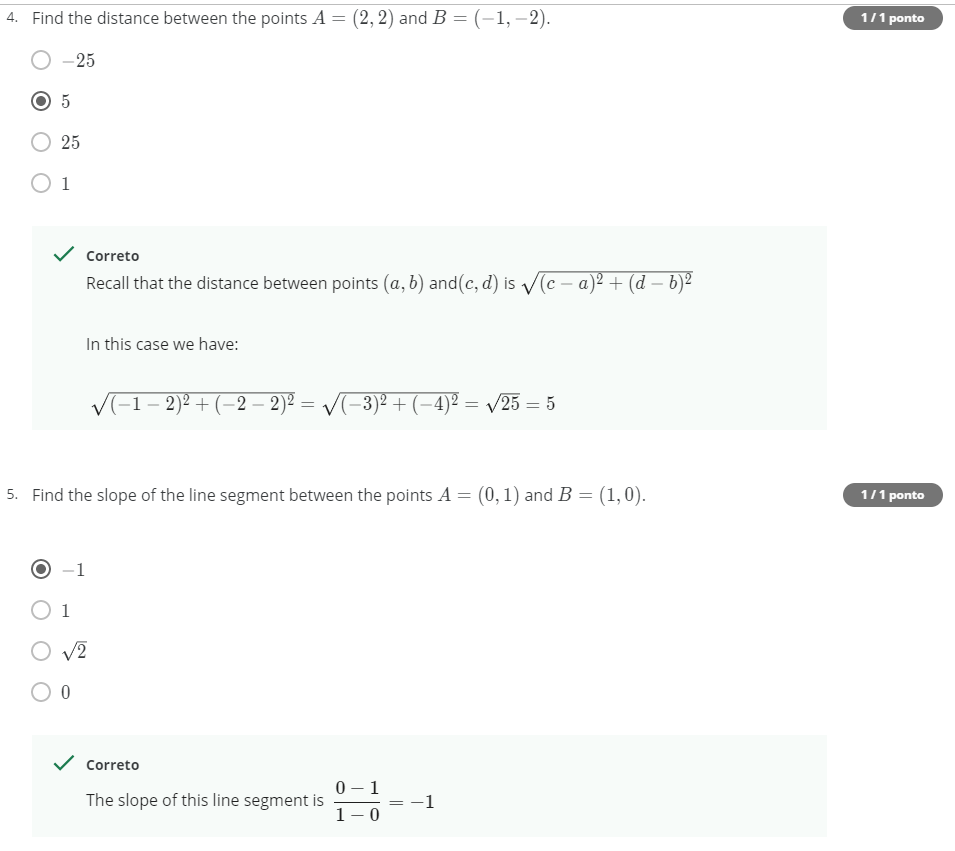 4. Find the distance between the points A = (2, 2) and B = (−1, −2).
1 / 1 ponto
−25
5
25
1
Correto
Recall that the distance between points (a, b) and(c, d) is √(c − a)² + (d − b)²
In this case we have:
√(−1 − 2)² + (−2 − 2)² = √(−3)² + (−4)² = √25 = 5
5. Find the slope of the line segment between the points A = (0, 1) and B = (1, 0).
1 / 1 ponto
−1
1
√2
0
Correto
The slope of this line segment is 0 − 1 / 1 − 0 = −1